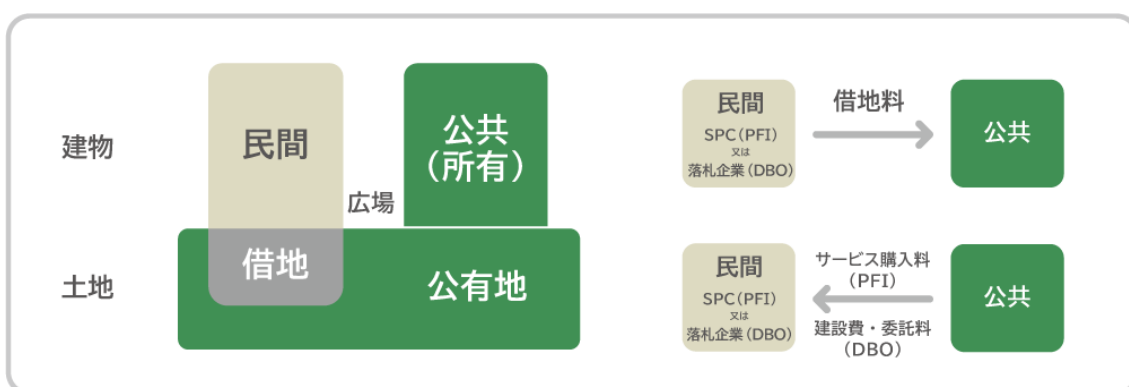 建物
民間
公共
（所有）
広場
土地
借地
公有地
民間
SPC（PFI）
又は
落札企業（DBO）
借地料
公共
民間
SPC（PFI）
又は
落札企業（DBO）
サービス購入料
（PFI）
建設費・委託料
（DBO）
公共